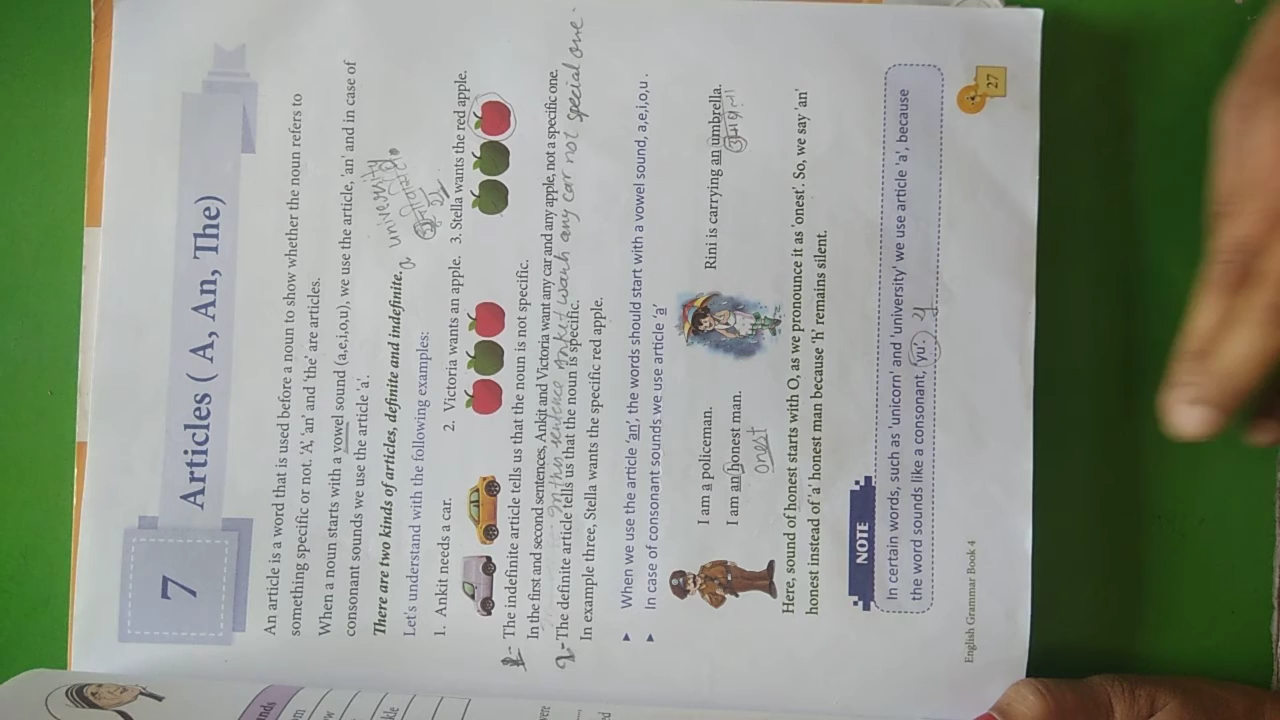 7
Articles ( A, An, The)
An article is a word that is used before a noun to show whether the noun refers to
something specific or not. 'A', 'an' and 'the' are articles.
When a noun starts with a vowel sound (a,e,i,o,u), we use the article, 'an' and in case of
consonant sounds we use the article 'a'.
There are two kinds of articles, definite and indefinite.
a university
Let's understand with the following examples:
1. Ankit needs a car.
2. Victoria wants an apple.
3. Stella wants the red apple.
1- The indefinite article tells us that the noun is not specific.
In the first and second sentences, Ankit and Victoria want any car and any apple, not a specific one.
In this sentence Ankit want any car not special one.
2- The definite article tells us that the noun is specific.
In example three, Stella wants the specific red apple.
▶ When we use the article 'an', the words should start with a vowel sound, a,e,i,o,u.
▶ In case of consonant sounds we use article 'a'
I am a policeman.
I am an honest man.
onest
Rini is carrying an umbrella.
Here, sound of honest starts with O, as we pronounce it as 'onest'. So, we say 'an'
honest instead of 'a' honest man because 'h' remains silent.
NOTE
In certain words, such as 'unicorn' and 'university' we use article 'a', because
the word sounds like a consonant, 'yu'. y
English Grammar Book 4
27